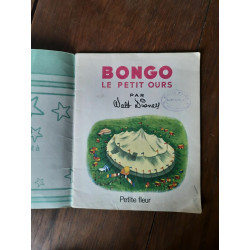 BONGO
LE PETIT OURS
PAR
Walt Disney
Petite fleur